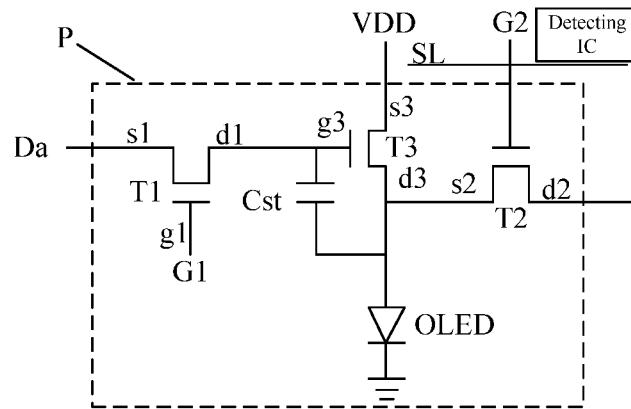 P
VDD
G2
Detecting
IC
SL
s3
Da
s1
d1
g3
T3
T1
Cst
d3
s2
d2
T2
g1
G1
OLED